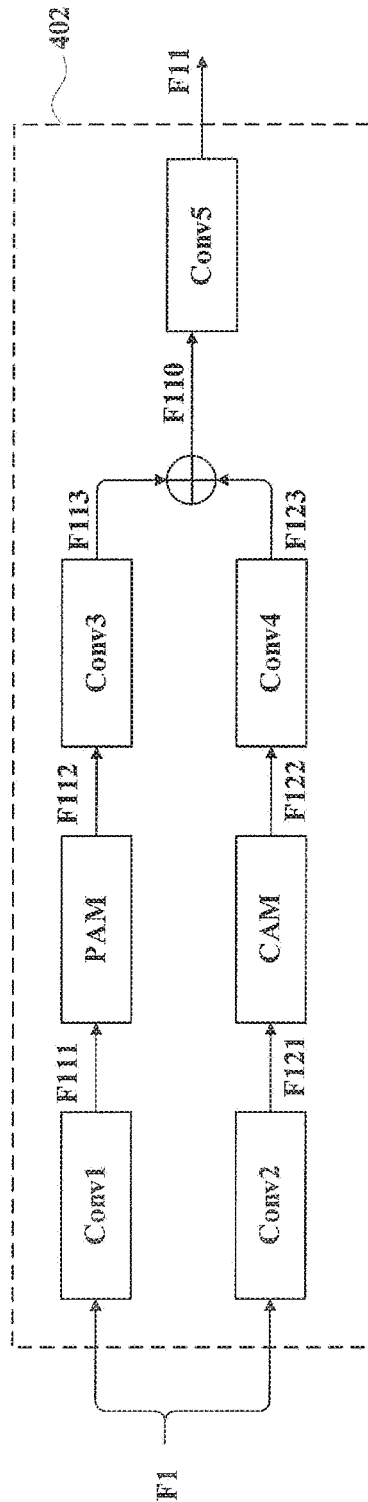 402
F1
Conv1
F111
PAM
F112
Conv3
F113
Conv2
F121
CAM
F122
Conv4
F123
F110
Conv5
F11